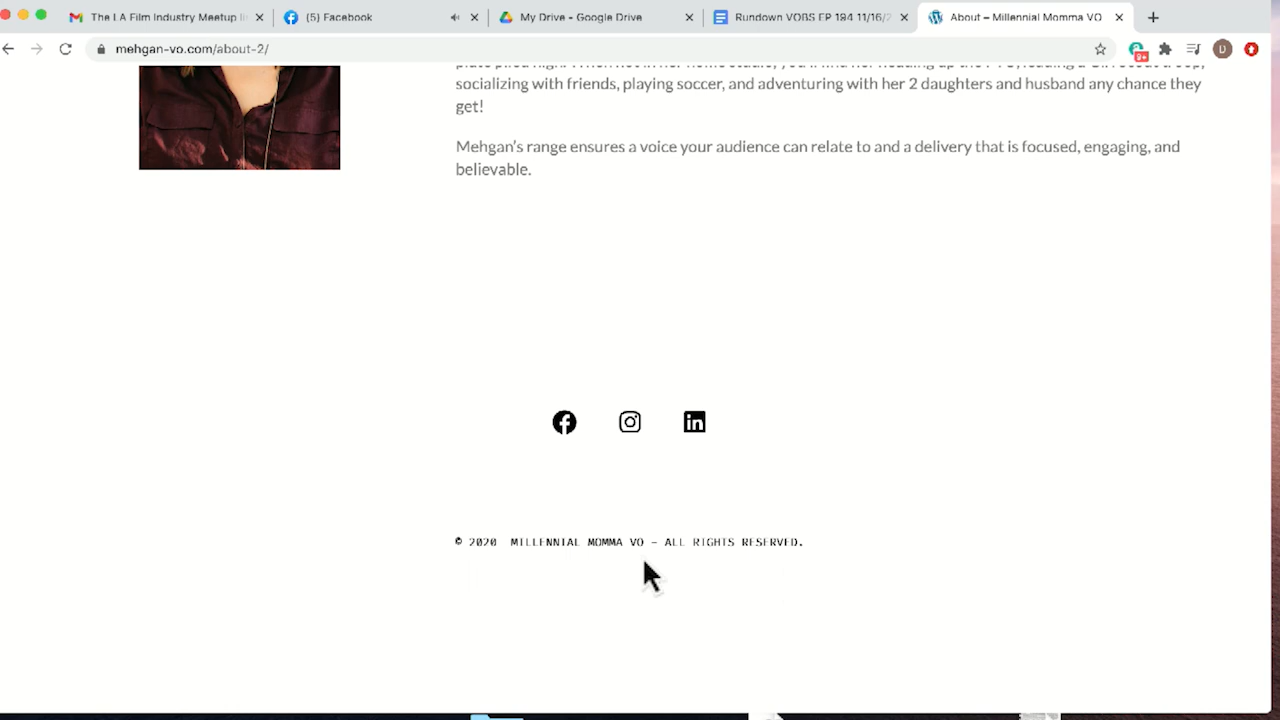 The LA Film Industry Meetup
(5) Facebook
My Drive - Google Drive
Rundown VOBS EP 194 11/16/2
About – Millennial Momma VO
mehgan-vo.com/about-2/
D
socializing with friends, playing soccer, and adventuring with her 2 daughters and husband any chance they
get!
Mehgan's range ensures a voice your audience can relate to and a delivery that is focused, engaging, and
believable.
© 2020 MILLENNIAL MOMMA VO – ALL RIGHTS RESERVED.